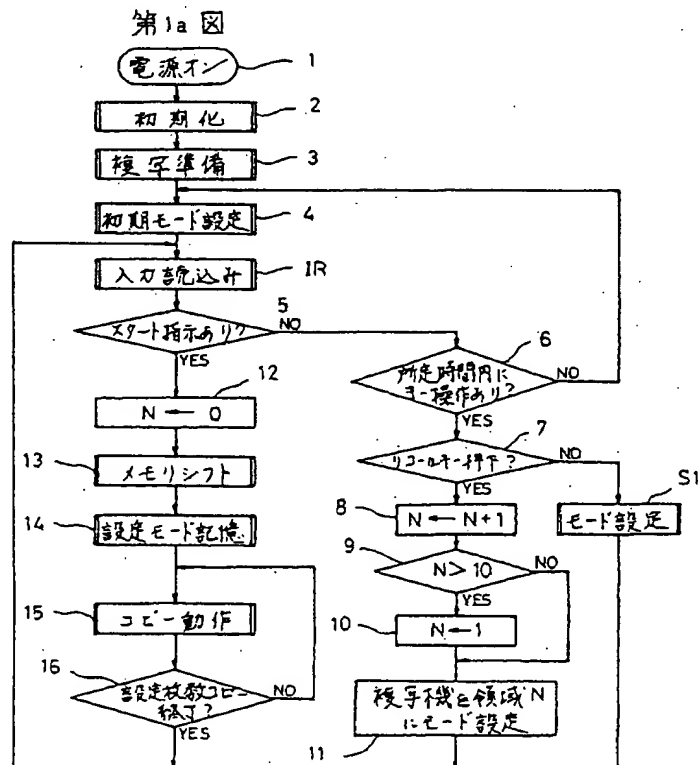 第1a図
電源オン
1
初期化
2
複写準備
3
初期モード設定
4
入力読込み
IR
スタート指示あり?
5
NO
YES
所定時間内に
キー操作あり?
6
NO
YES
N ← 0
12
リコールキー押下?
7
NO
YES
メモリシフト
13
N ← N+1
8
モード設定
S1
設定モード記憶
14
N > 10
9
NO
YES
コピー動作
15
N ← 1
10
設定枚数コピー
終了?
16
NO
YES
複写機を領域N
にモード設定
11